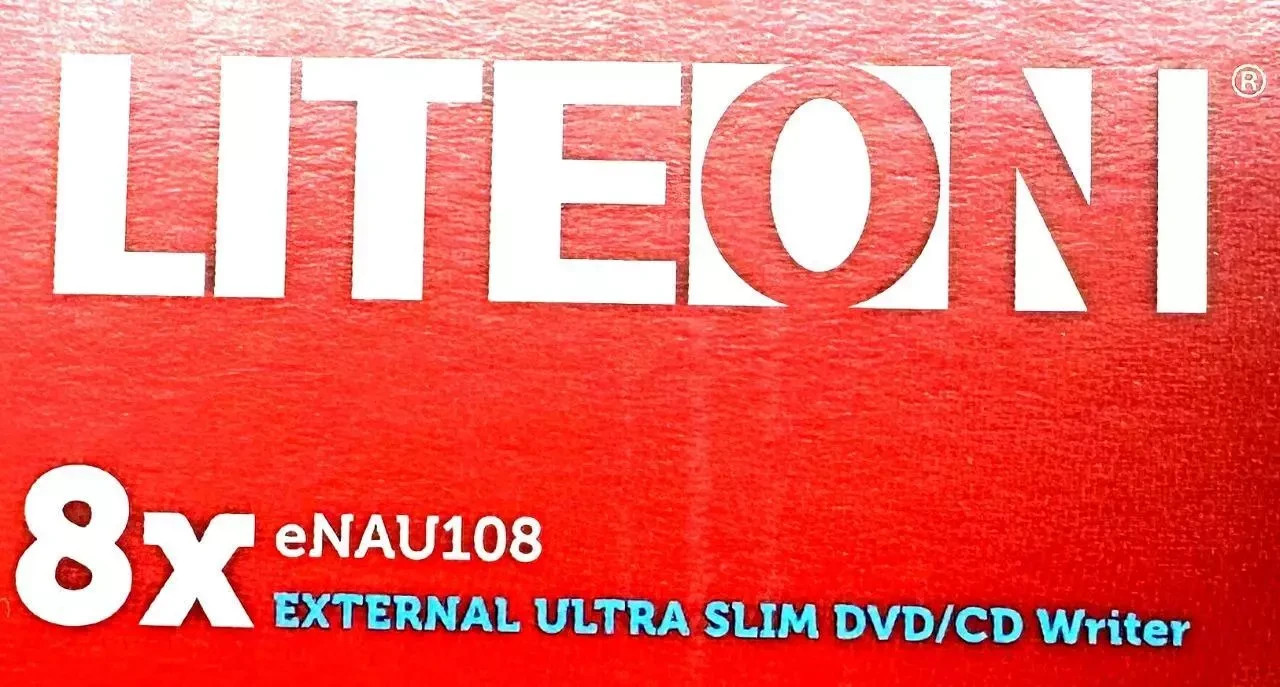 LITEON®
8x eNAU108
EXTERNAL ULTRA SLIM DVD/CD Writer